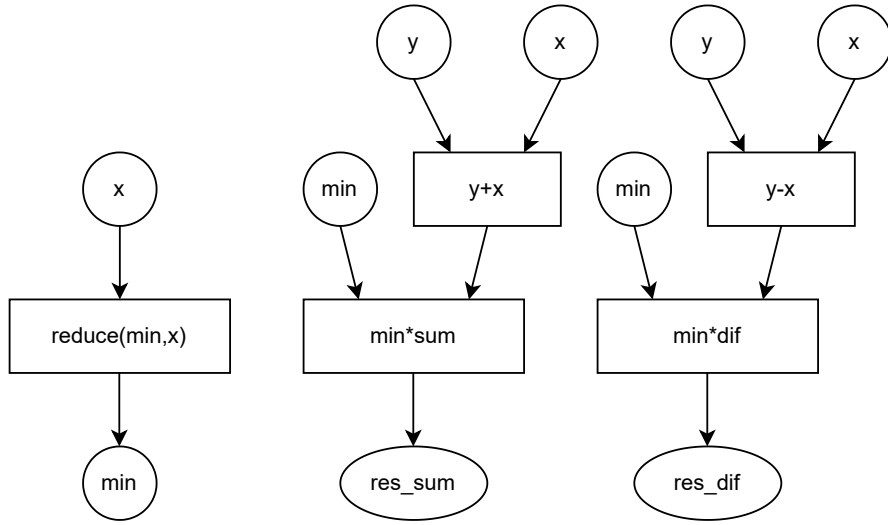 y
x
y
x
x
min
y+x
min
y-x
reduce(min,x)
min*sum
min*dif
min
res_sum
res_dif